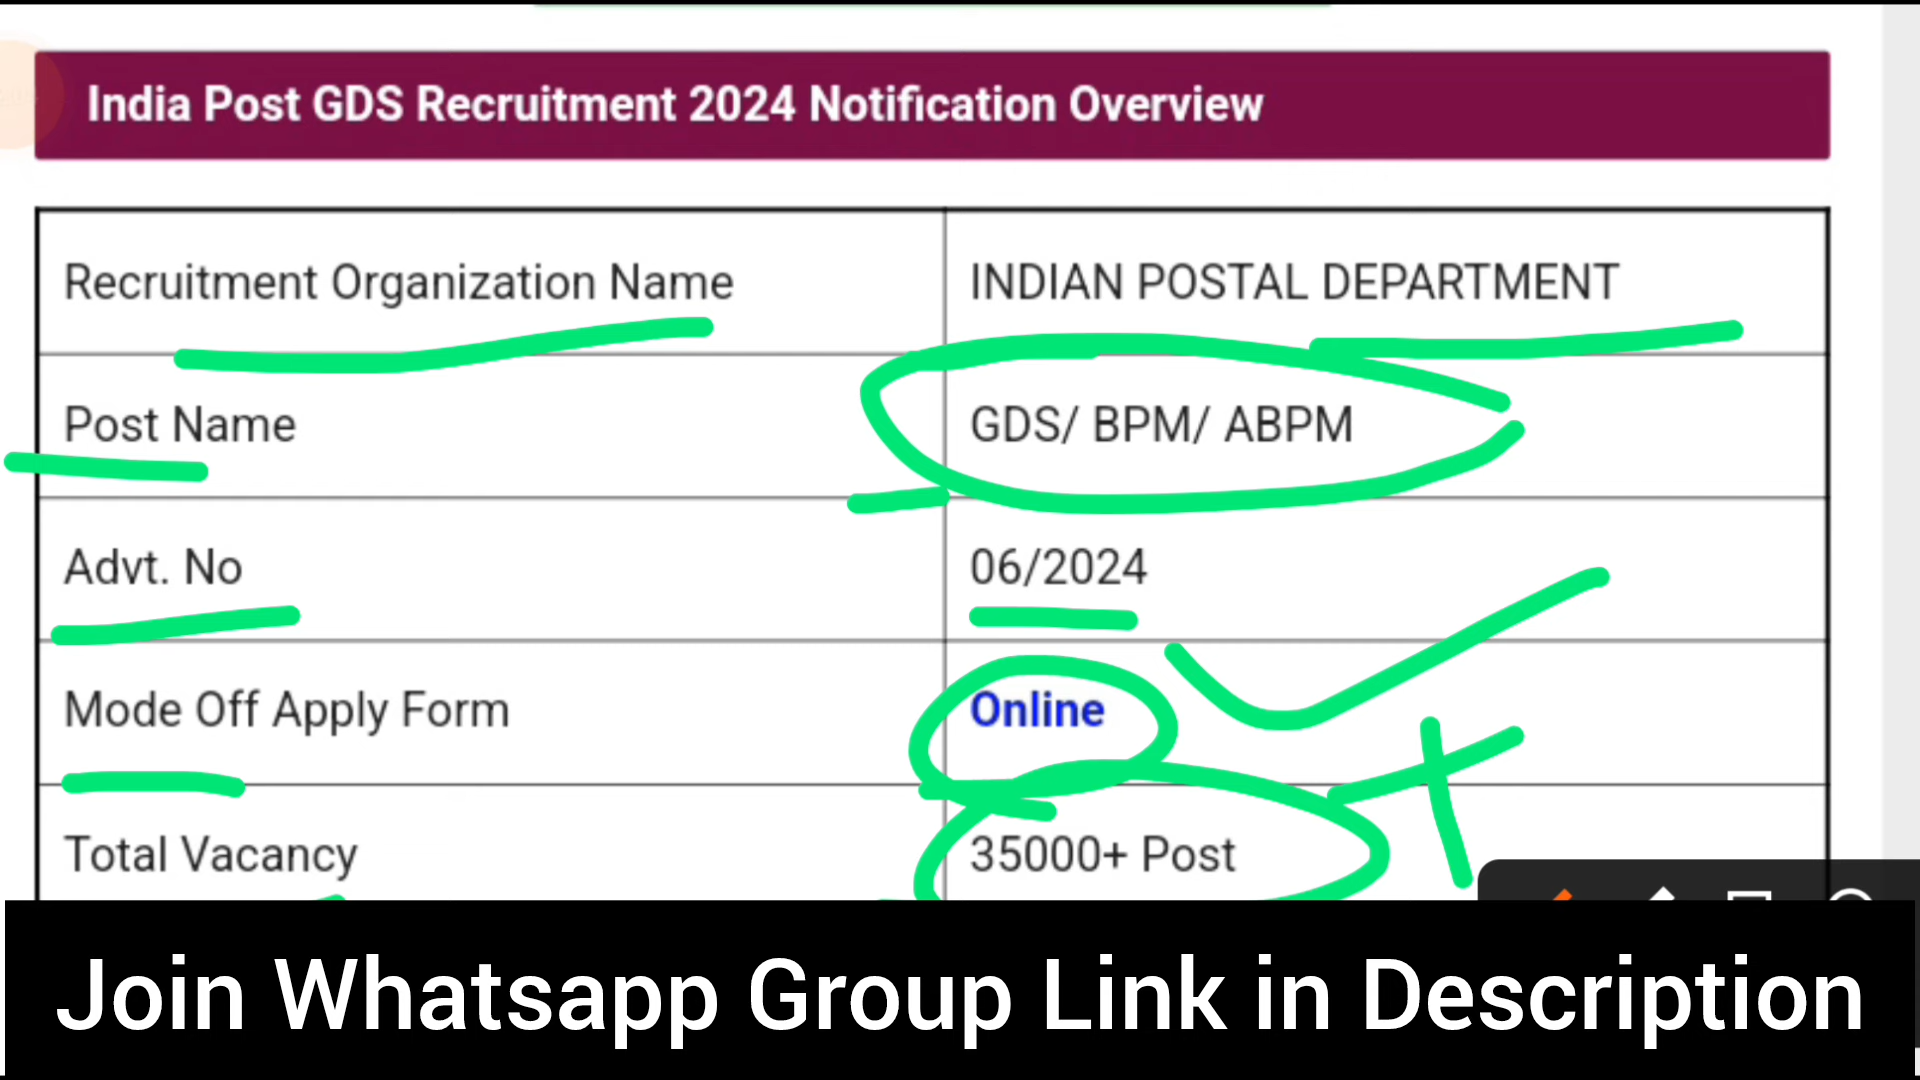 India Post GDS Recruitment 2024 Notification Overview
Recruitment Organization Name INDIAN POSTAL DEPARTMENT
Post Name GDS/ BPM/ ABPM
Advt. No 06/2024
Mode Off Apply Form Online
Total Vacancy 35000+ Post
Join Whatsapp Group Link in Description